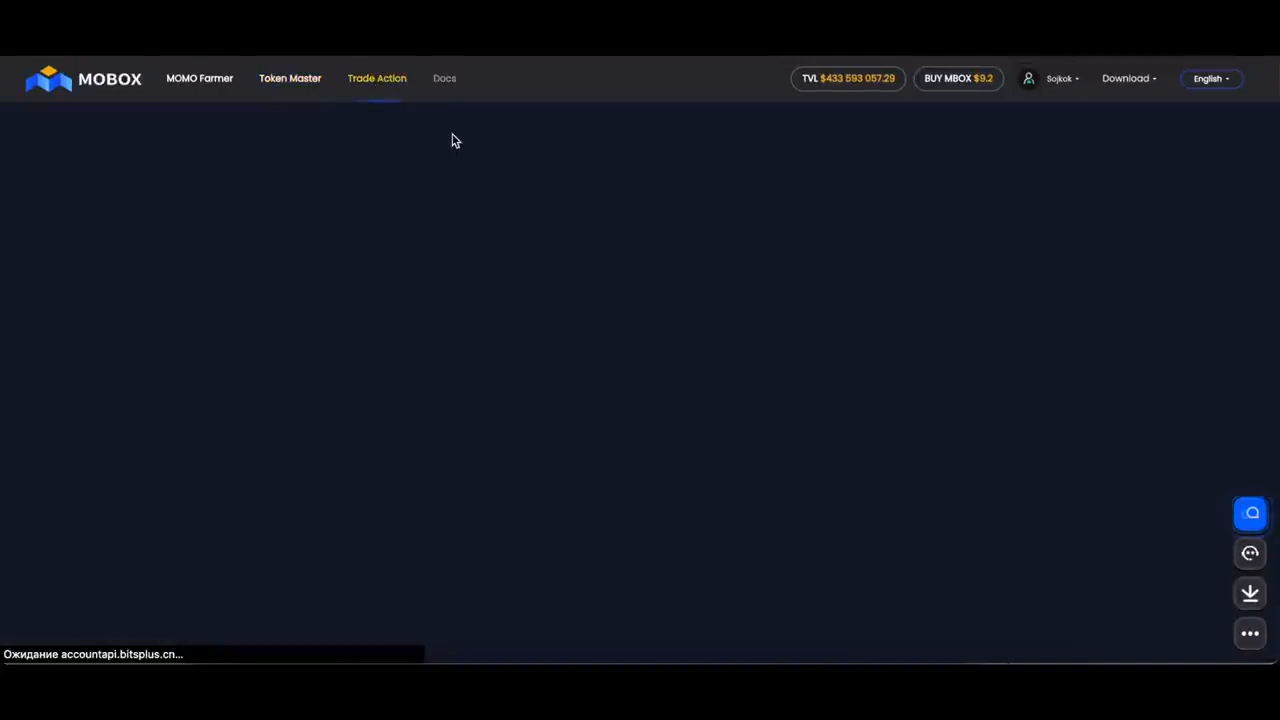 MOBOX MOMO Farmer Token Master Trade Action Docs TVL $433 593 057.29 BUY MBOX $9.2 Sojkok Download English
Ожидание accountapi.bitsplus.cn...